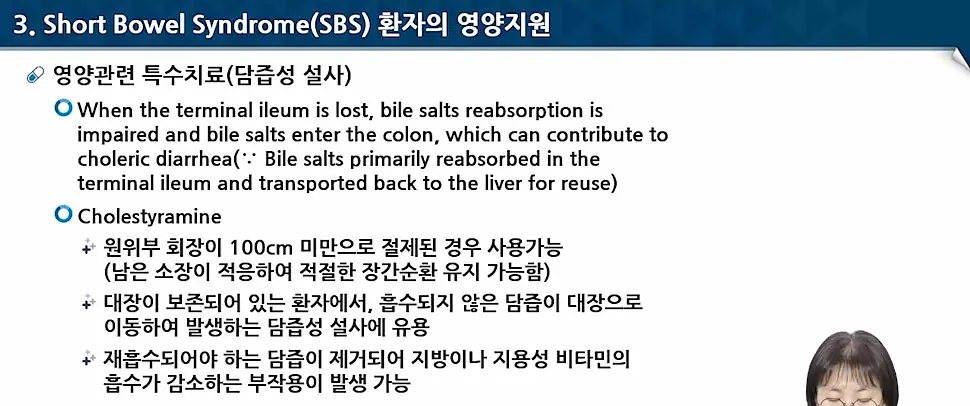 3. Short Bowel Syndrome(SBS) 환자의 영양지원
영양관련 특수치료(담즙성 설사)
When the terminal ileum is lost, bile salts reabsorption is
impaired and bile salts enter the colon, which can contribute to
choleric diarrhea(∵ Bile salts primarily reabsorbed in the
terminal ileum and transported back to the liver for reuse)
Cholestyramine
원위부 회장이 100cm 미만으로 절제된 경우 사용가능
(남은 소장이 적응하여 적절한 장간순환 유지 가능함)
대장이 보존되어 있는 환자에서, 흡수되지 않은 담즙이 대장으로
이동하여 발생하는 담즙성 설사에 유용
재흡수되어야 하는 담즙이 제거되어 지방이나 지용성 비타민의
흡수가 감소하는 부작용이 발생 가능